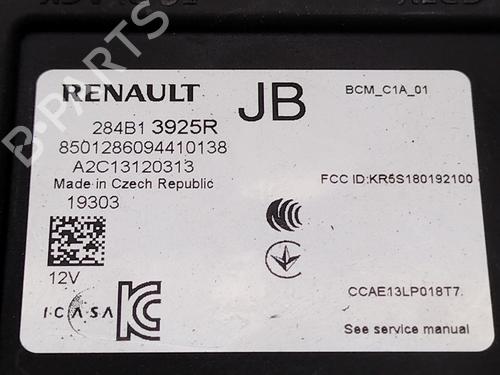 RENAULT JB BCM_C1A_01
284B1 3925R
8501286094410138
A2C13120313
Made in Czech Republic
FCC ID:KR5S180192100
19303
12V
I·C·A·S·A
CCAE13LP018T7.
See service manual
B-PARTS